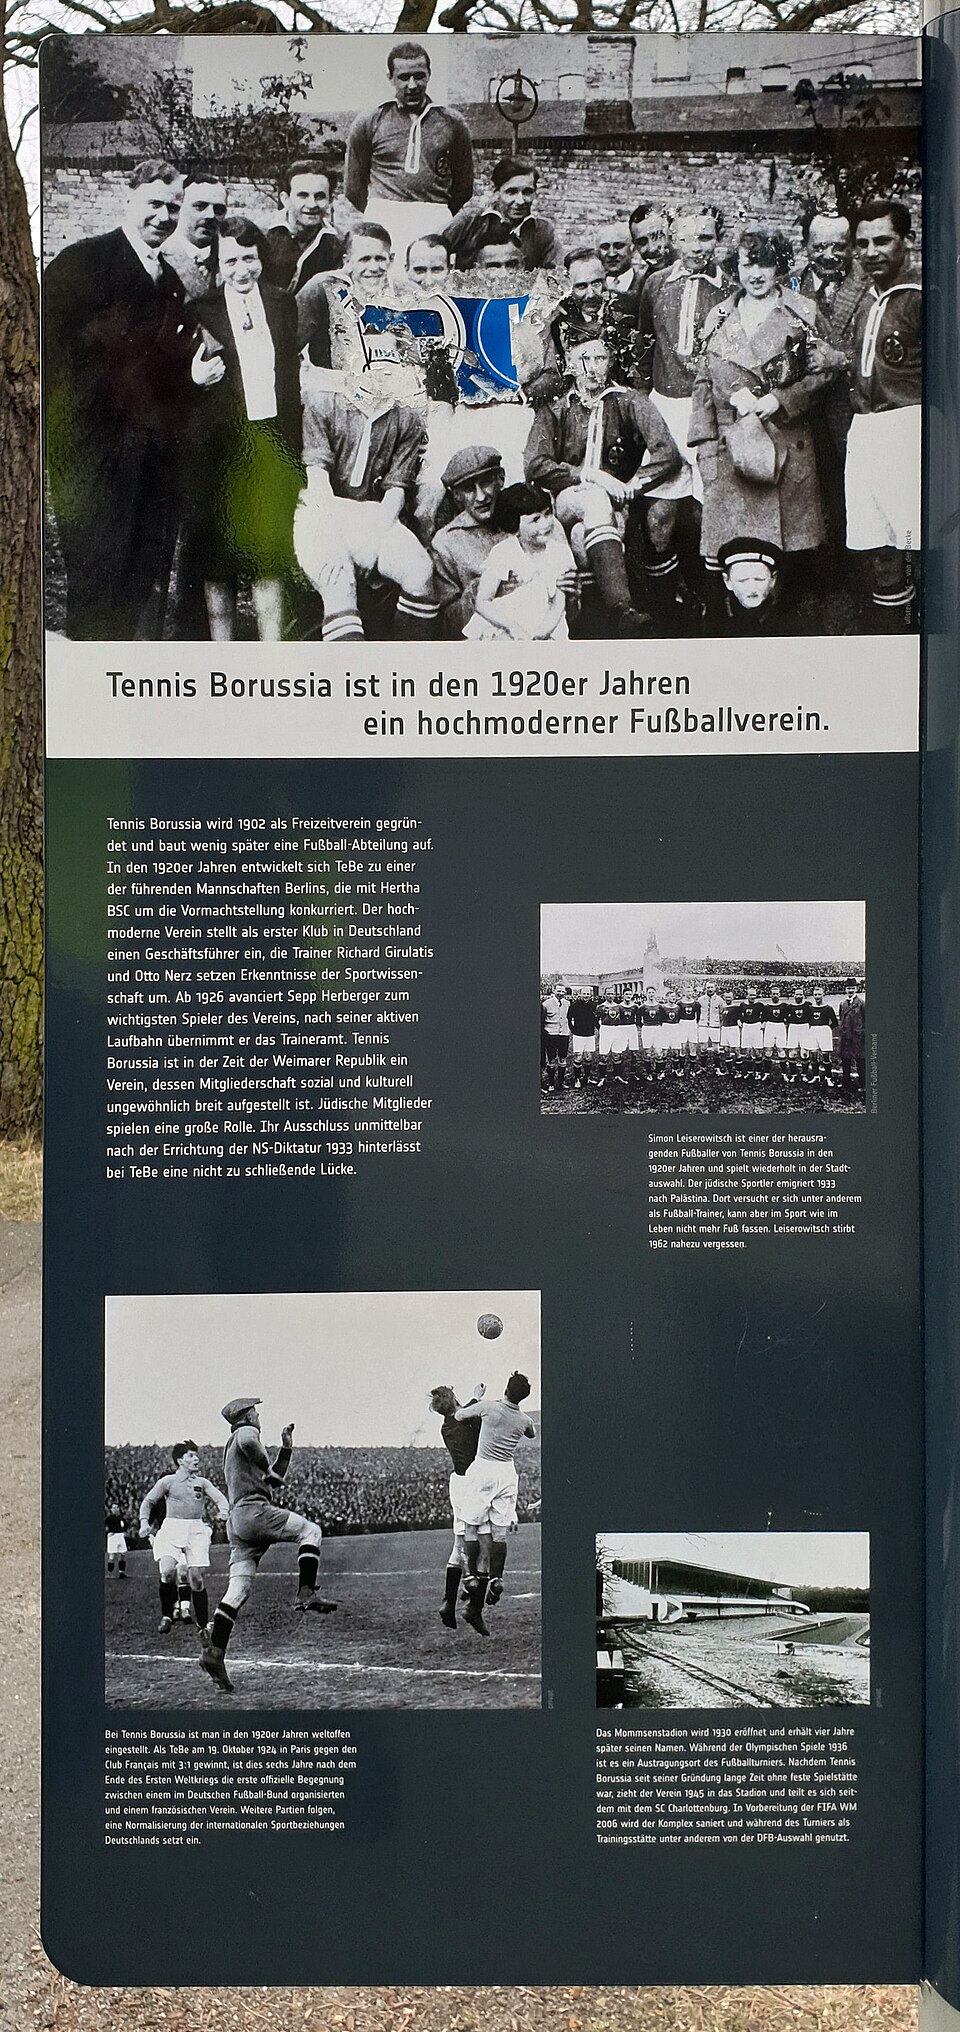 Tennis Borussia ist in den 1920er Jahren
ein hochmoderner Fußballverein.
Tennis Borussia wird 1902 als Freizeitverein gegrün-
det und baut wenig später eine Fußball-Abteilung auf.
In den 1920er Jahren entwickelt sich TeBe zu einer
der führenden Mannschaften Berlins, die mit Hertha
BSC um die Vormachtstellung konkurriert. Der hoch-
moderne Verein stellt als erster Klub in Deutschland
einen Geschäftsführer ein, die Trainer Richard Girulatis
und Otto Nerz setzen Erkenntnisse der Sportwissen-
schaft um. Ab 1926 avanciert Sepp Herberger zum
wichtigsten Spieler des Vereins, nach seiner aktiven
Laufbahn übernimmt er das Traineramt. Tennis
Borussia ist in der Zeit der Weimarer Republik ein
Verein, dessen Mitgliederschaft sozial und kulturell
ungewöhnlich breit aufgestellt ist. Jüdische Mitglieder
spielen eine große Rolle. Ihr Ausschluss unmittelbar
nach der Errichtung der NS-Diktatur 1933 hinterlässt
bei TeBe eine nicht zu schließende Lücke.
Berliner Fußball-Verband
Simon Leiserowitsch ist einer der herausra-
genden Fußballer von Tennis Borussia in den
1920er Jahren und spielt wiederholt in der Stadt-
auswahl. Der jüdische Sportler emigriert 1933
nach Palästina. Dort versucht er sich unter anderem
als Fußball-Trainer, kann aber im Sport wie im
Leben nicht mehr Fuß fassen. Leiserowitsch stirbt
1962 nahezu vergessen.
privat
Bei Tennis Borussia ist man in den 1920er Jahren weltoffen
eingestellt. Als TeBe am 19. Oktober 1924 in Paris gegen den
Club Français mit 3:1 gewinnt, ist dies sechs Jahre nach dem
Ende des Ersten Weltkriegs die erste offizielle Begegnung
zwischen einem im Deutschen Fußball-Bund organisierten
und einem französischen Verein. Weitere Partien folgen,
eine Normalisierung der internationalen Sportbeziehungen
Deutschlands setzt ein.
privat
Das Mommsenstadion wird 1930 eröffnet und erhält vier Jahre
später seinen Namen. Während der Olympischen Spiele 1936
ist es ein Austragungsort des Fußballturniers. Nachdem Tennis
Borussia seit seiner Gründung lange Zeit ohne feste Spielstätte
war, zieht der Verein 1945 in das Stadion und teilt es sich seit-
dem mit dem SC Charlottenburg. In Vorbereitung der FIFA WM
2006 wird der Komplex saniert und während des Turniers als
Trainingsstätte unter anderem von der DFB-Auswahl genutzt.